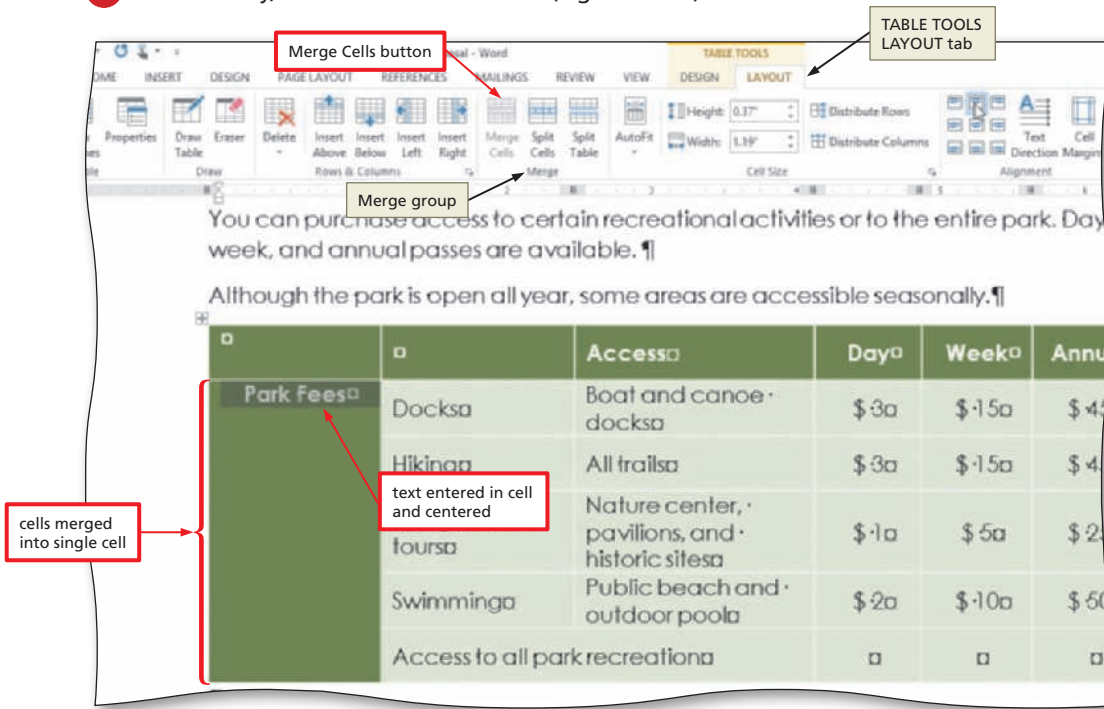 TABLE TOOLS
LAYOUT tab
Merge Cells button
- Word
TABLE TOOLS
INSERT DESIGN PAGE LAYOUT REFERENCES MAILINGS REVIEW VIEW DESIGN LAYOUT
Properties
Draw Table
Eraser
Delete
Insert Above
Insert Below
Insert Left
Insert Right
Merge Cells
Split Cells
Split Table
AutoFit
Height: 0.37"
Width: 1.19"
Distribute Rows
Distribute Columns
Text Direction
Cell
Draw
Rows & Columns
Merge
Cell Size
Alignment
Merge group
You can purchase access to certain recreational activities or to the entire park. Day
week, and annual passes are available.¶
Although the park is open all year, some areas are accessible seasonally.¶
Access Day Week
Park Fees
Docks
Boat and canoe
docks
$·3 $·15
Hiking
All trails
$·3 $·15
text entered in cell
and centered
tours
Nature center,
pavilions, and
historic sites
$·1 $·5
cells merged
into single cell
Swimming
Public beach and
outdoor pool
$·2 $·10
Access to all park recreation